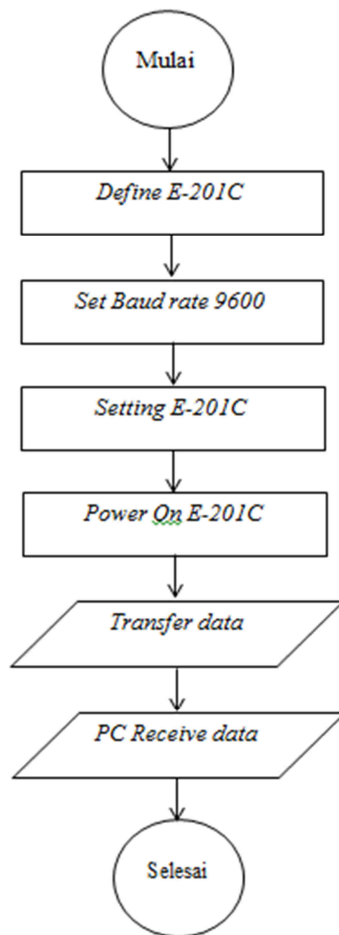 Mulai
Define E-201C
Set Baud rate 9600
Setting E-201C
Power On E-201C
Transfer data
PC Receive data
Selesai